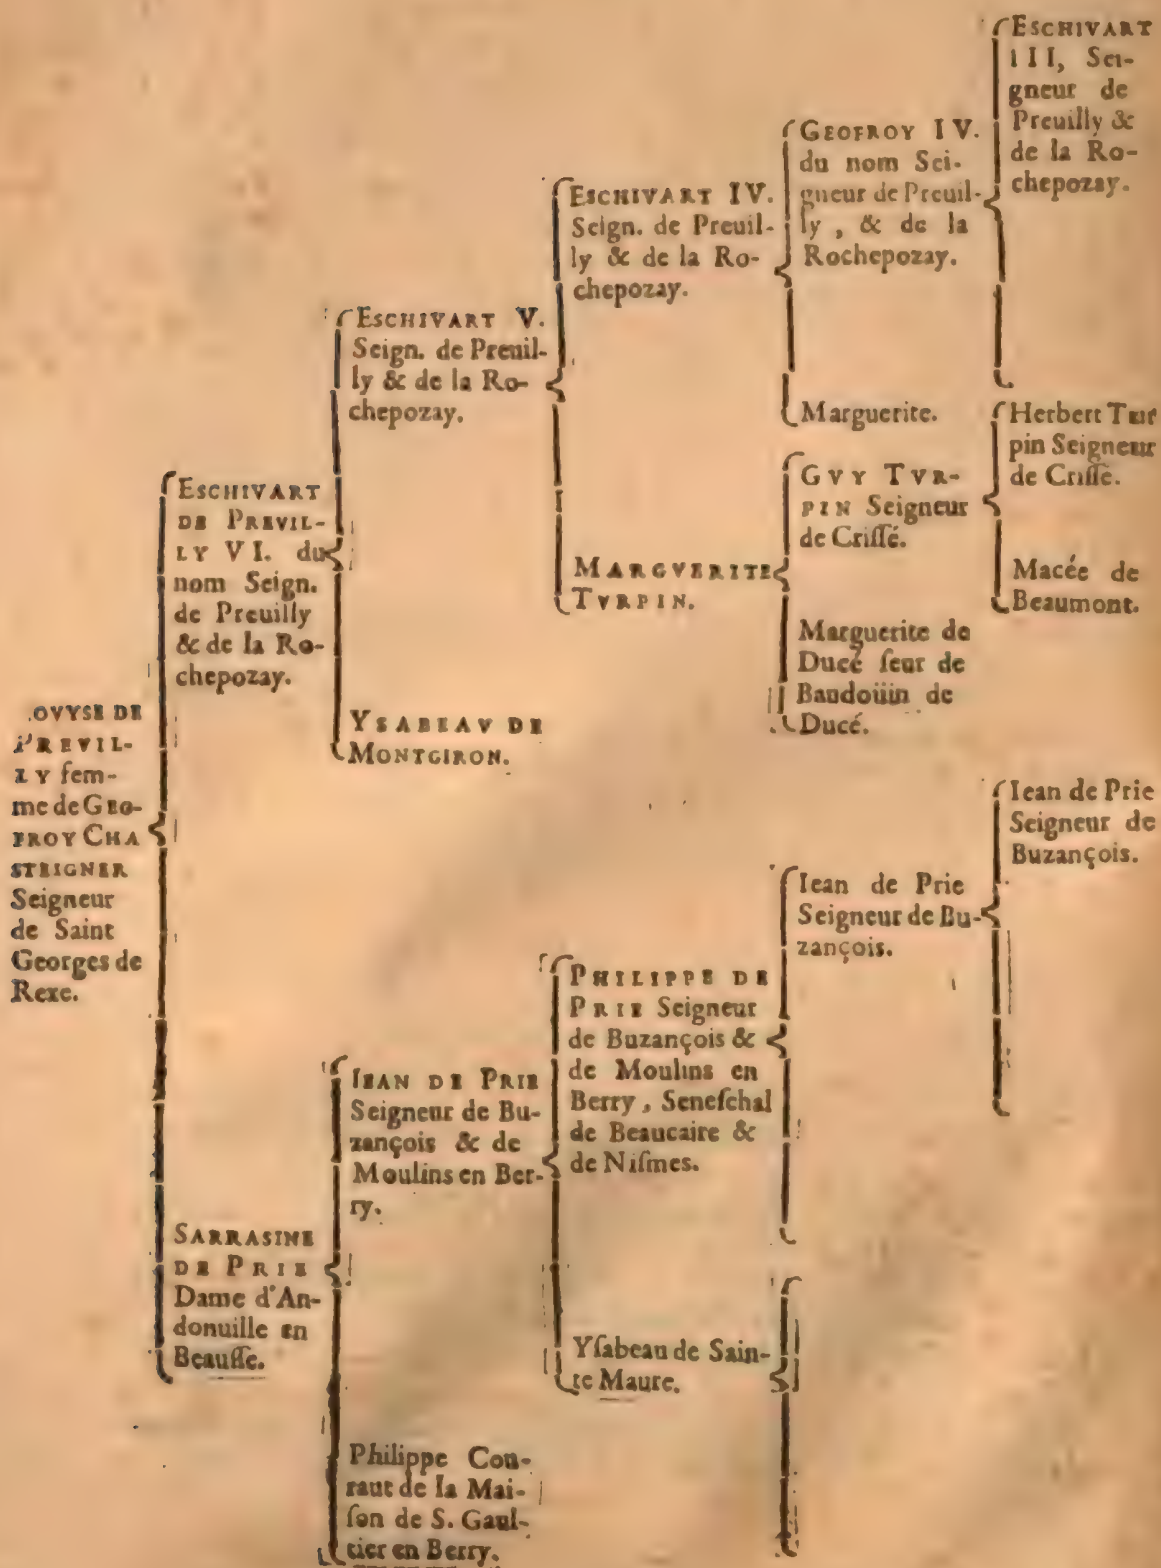 .OVYSE DE
PREVIL-
LY fem-
me de GEO-
FROY CHA
STEIGNER
Seigneur
de Saint
Georges de
Rexe.
ESCHIVART
DE PREVIL-
LY VI. du
nom Seign.
de Preuilly
& de la Ro-
chepozay.
SARRASINE
DE PRIE
Dame d'An-
donuille en
Beauſſe.
ESCHIVART V.
Seign. de Preuil-
ly & de la Ro-
chepozay.
YSABEAV DE
MONTGIRON.
IEAN DE PRIE
Seigneur de Bu-
zançois & de
Moulins en Ber-
ry.
Philippe Cou-
raut de la Mai-
ſon de S. Gaul-
tier en Berry.
ESCHIVART IV.
Seign. de Preuil-
ly & de la Ro-
chepozay.
MARGVERITE
TVRPIN.
PHILIPPE DE
PRIE Seigneur
de Buzançois &
de Moulins en
Berry, Seneſchal
de Beaucaire &
de Niſmes.
Yſabeau de Sain-
te Maure.
GEOFROY IV.
du nom Sei-
gneur de Preuil-
ly, & de la
Rochepozay.
Marguerite.
GVY TVR-
PIN Seigneur
de Criſſé.
Marguerite de
Ducé ſeur de
Baudoüin de
Ducé.
Iean de Prie
Seigneur de Bu-
zançois.
ESCHIVART
III, Sei-
gneur de
Preuilly &
de la Ro-
chepozay.
Herbert Tur
pin Seigneur
de Criſſé.
Macée de
Beaumont.
Iean de Prie
Seigneur de
Buzançois.